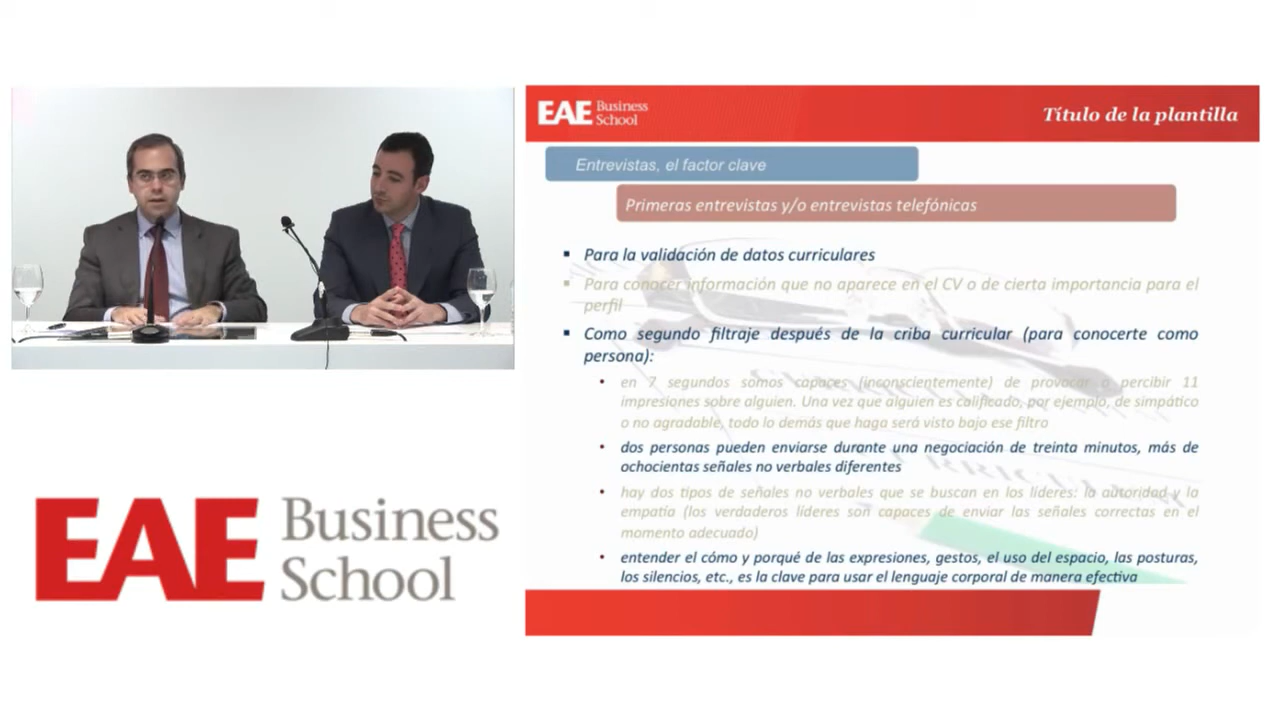 EAE Business School
Título de la plantilla
Entrevistas, el factor clave
Primeras entrevistas y/o entrevistas telefónicas
▪ Para la validación de datos curriculares
▪ Para conocer información que no aparece en el CV o de cierta importancia para el
perfil
▪ Como segundo filtraje después de la criba curricular (para conocerte como
persona):
• en 7 segundos somos capaces (inconscientemente) de provocar o percibir 11
impresiones sobre alguien. Una vez que alguien es calificado, por ejemplo, de simpático
o no agradable, todo lo demás que haga será visto bajo ese filtro
• dos personas pueden enviarse durante una negociación de treinta minutos, más de
ochocientas señales no verbales diferentes
• hay dos tipos de señales no verbales que se buscan en los líderes: la autoridad y la
empatía (los verdaderos líderes son capaces de enviar las señales correctas en el
momento adecuado)
• entender el cómo y porqué de las expresiones, gestos, el uso del espacio, las posturas,
los silencios, etc., es la clave para usar el lenguaje corporal de manera efectiva
EAE Business
School